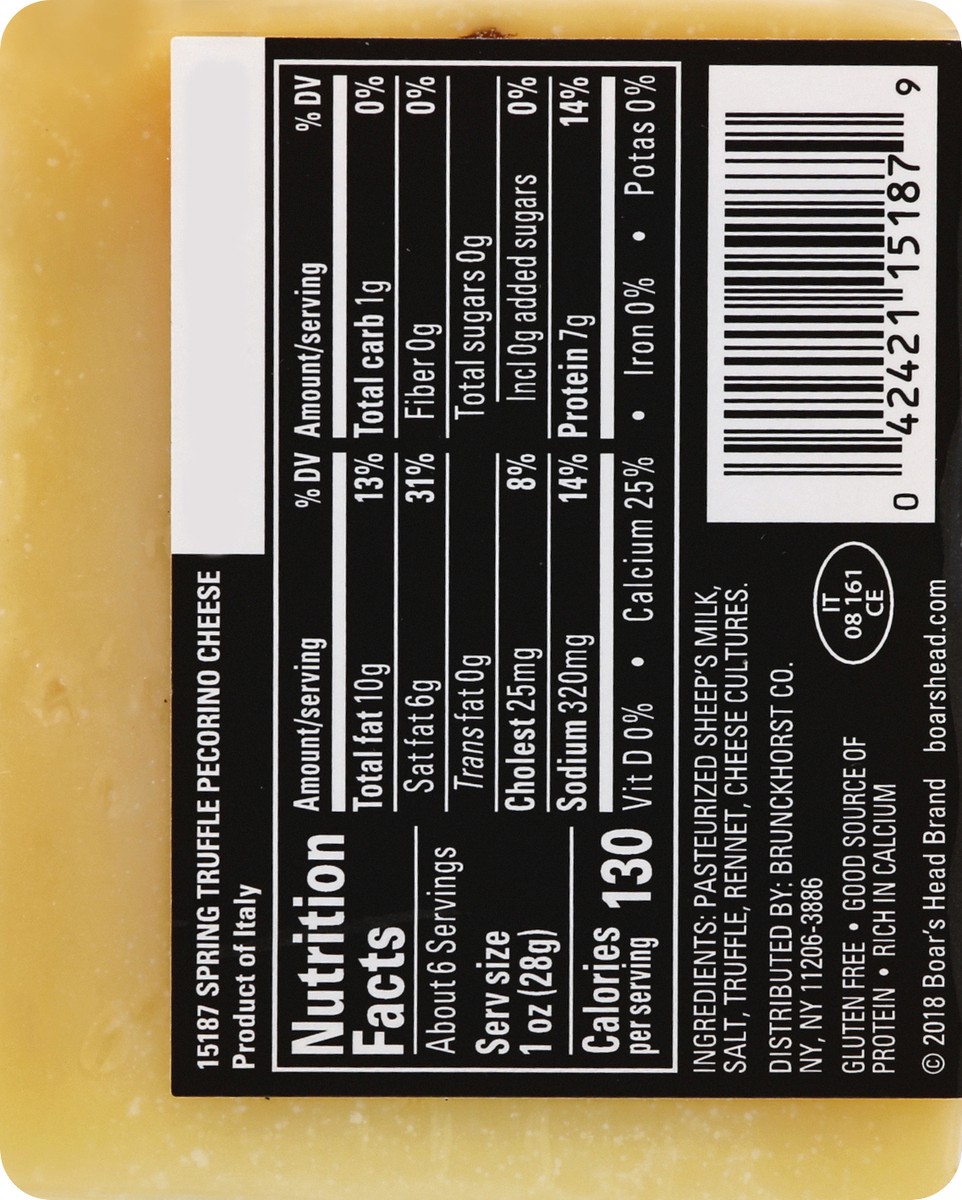 15187 SPRING TRUFFLE PECORINO CHEESE
Product of Italy
Nutrition
Facts
About 6 Servings
Serv size
1 oz (28g)
Calories 130
per serving
Amount/serving % DV
Total fat 10g 13%
Sat fat 6g 31%
Trans fat 0g
Cholest 25mg 8%
Sodium 320mg 14%
Amount/serving % DV
Total carb 1g 0%
Fiber 0g 0%
Total sugars 0g
Incl 0g added sugars 0%
Protein 7g 14%
Vit D 0% • Calcium 25% • Iron 0% • Potas 0%
INGREDIENTS: PASTEURIZED SHEEP'S MILK,
SALT, TRUFFLE, RENNET, CHEESE CULTURES.
DISTRIBUTED BY: BRUNCKHORST CO.
NY, NY 11206-3886
GLUTEN FREE • GOOD SOURCE OF
PROTEIN • RICH IN CALCIUM
IT
08 161
CE
© 2018 Boar's Head Brand boarshead.com
0 42421 15187 9